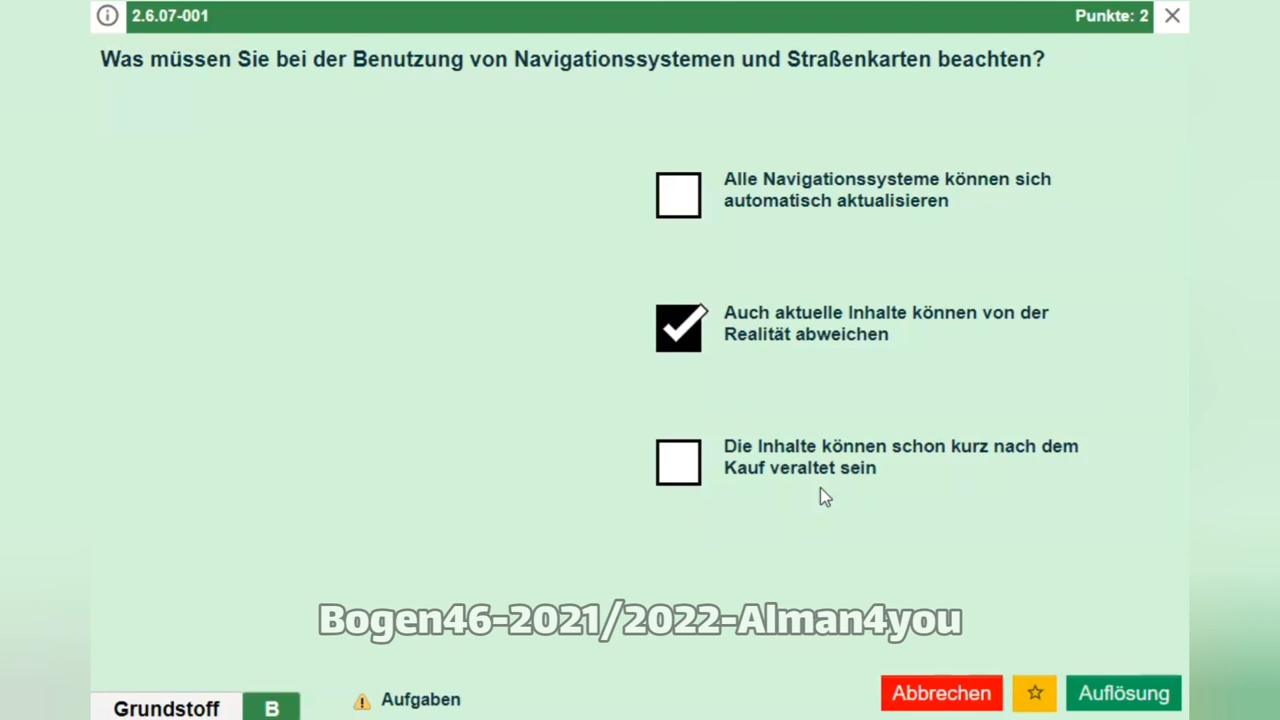 2.6.07-001
Punkte: 2
Was müssen Sie bei der Benutzung von Navigationssystemen und Straßenkarten beachten?
Alle Navigationssysteme können sich
automatisch aktualisieren
Auch aktuelle Inhalte können von der
Realität abweichen
Die Inhalte können schon kurz nach dem
Kauf veraltet sein
Bogen46-2021/2022-Alman4you
Grundstoff
B
Aufgaben
Abbrechen
Auflösung